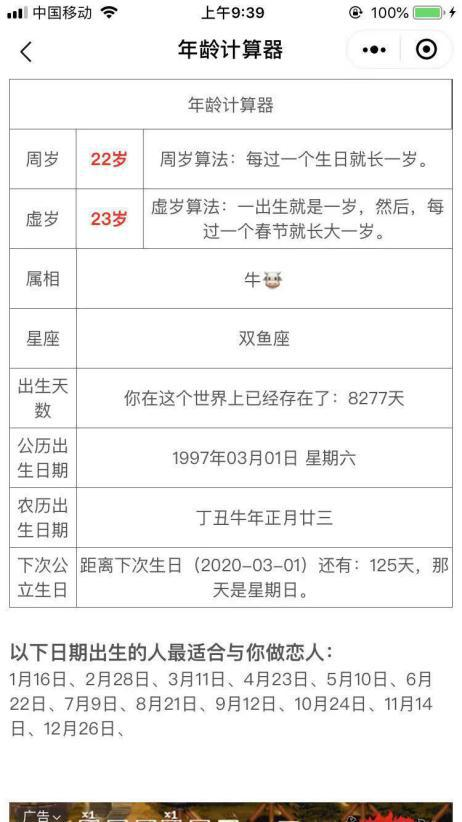 中国移动 上午9:39 100%
年龄计算器
年龄计算器
周岁 22岁 周岁算法：每过一个生日就长一岁。
虚岁 23岁 虚岁算法：一出生就是一岁，然后，每
过一个春节就长大一岁。
属相 牛
星座 双鱼座
出生天
数 你在这个世界上已经存在了：8277天
公历出
生日期 1997年03月01日 星期六
农历出
生日期 丁丑牛年正月廿三
下次公
立生日 距离下次生日（2020-03-01）还有：125天，那
天是星期日。
以下日期出生的人最适合与你做恋人：
1月16日、2月28日、3月11日、4月23日、5月10日、6月
22日、7月9日、8月21日、9月12日、10月24日、11月14
日、12月26日、
广告
x1 x1